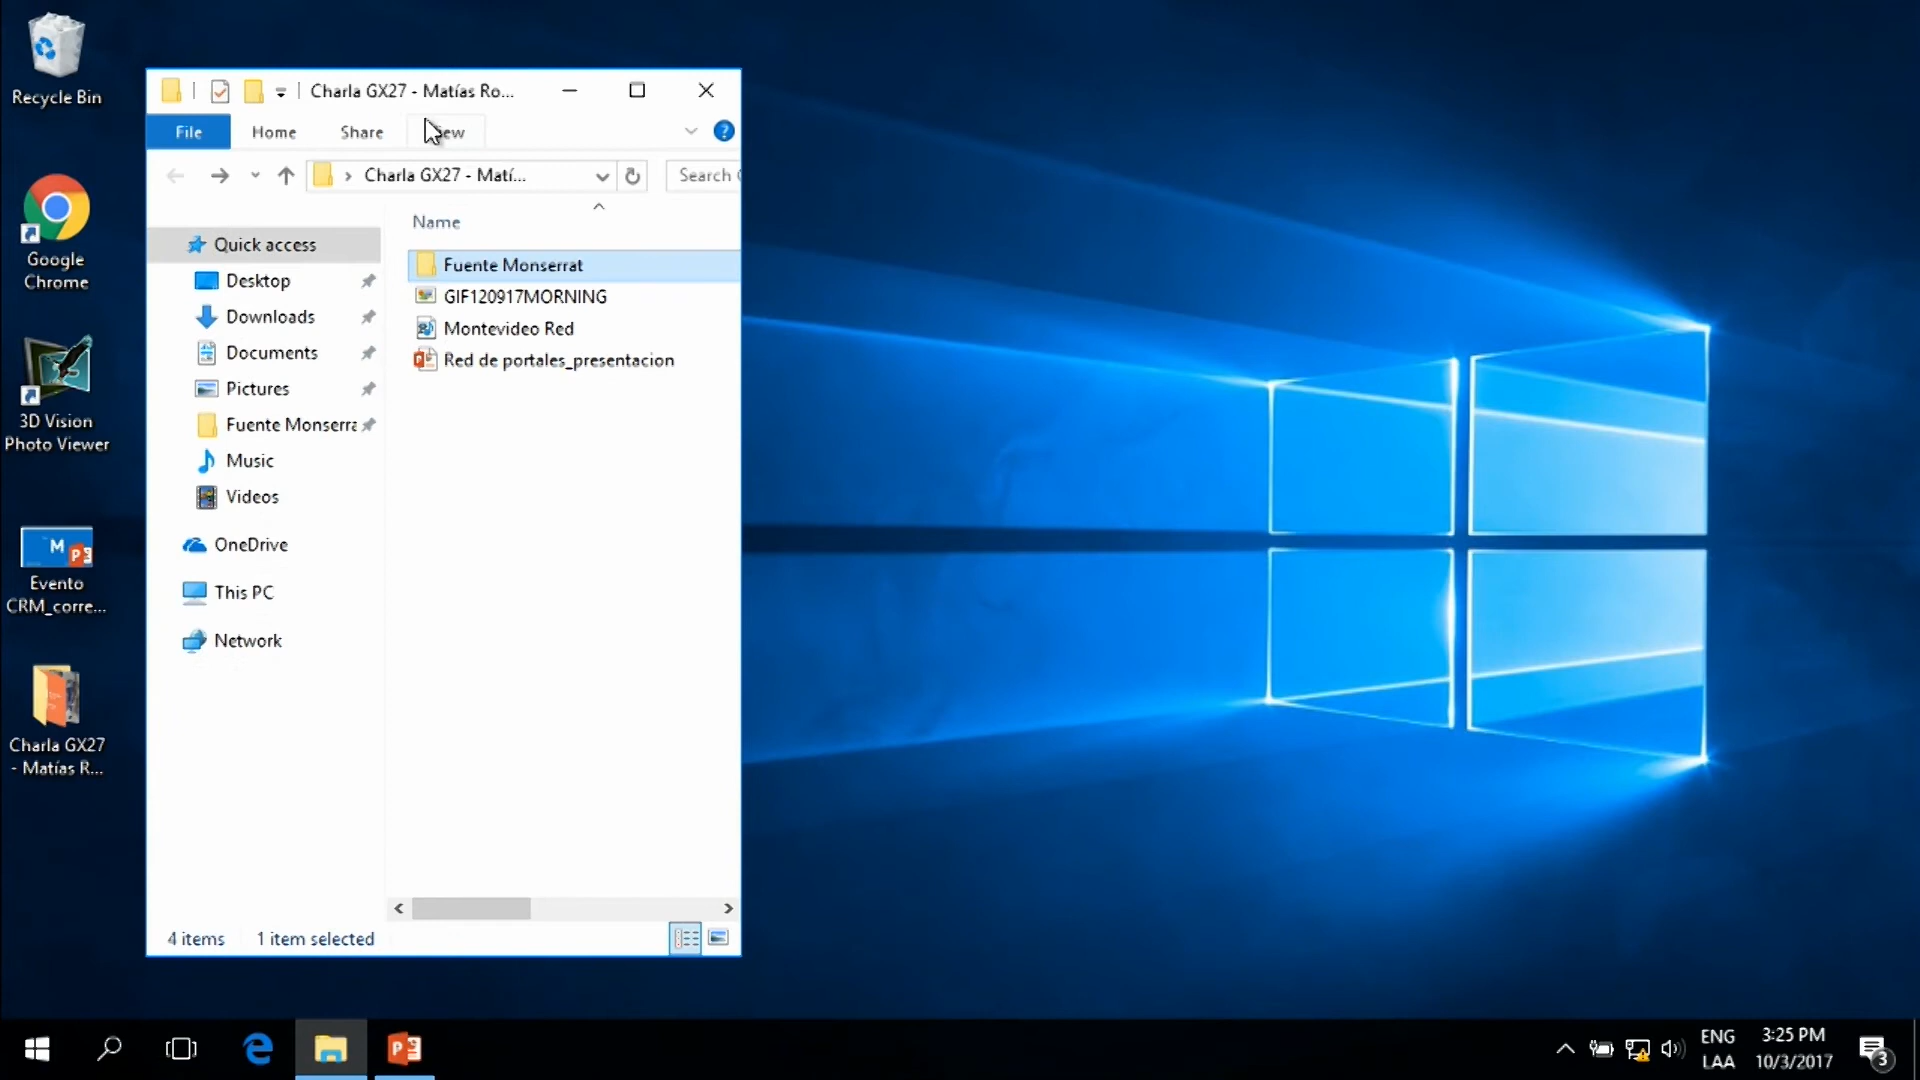 Recycle Bin
Google
Chrome
3D Vision
Photo Viewer
M
Evento
CRM_corre...
Charla GX27
- Matías R...
Charla GX27 - Matías Ro...
File
Home
Share
?
Charla GX27 - Matí...
Search
Name
Quick access
Desktop
Downloads
Documents
Pictures
Fuente Monserra
Music
Videos
OneDrive
This PC
Network
Fuente Monserrat
GIF120917MORNING
Montevideo Red
Red de portales_presentacion
4 items
1 item selected
ENG
LAA
3:25 PM
10/3/2017
3